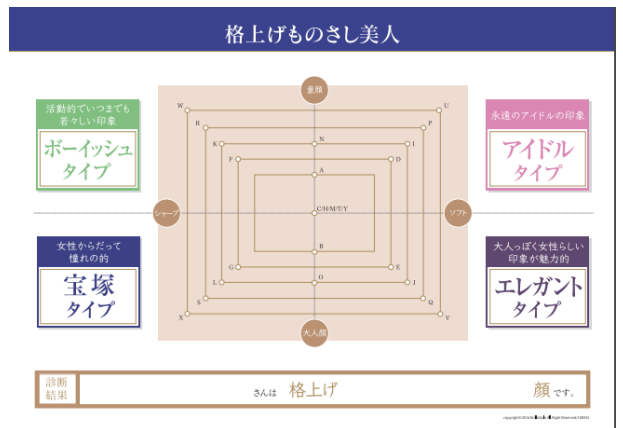 格上げものさし美人
童顔
活動的でいつまでも
若々しい印象
ボーイッシュ
タイプ
永遠のアイドルの印象
アイドル
タイプ
W
U
R
P
N
K
I
F
D
A
シャープ
C/H/M/T/Y
ソフト
女性からだって
憧れの的
宝塚
タイプ
大人っぽく女性らしい
印象が魅力的
エレガント
タイプ
B
G
E
O
L
J
S
Q
X
V
大人顔
診断
結果
さんは 格上げ 顔 です。